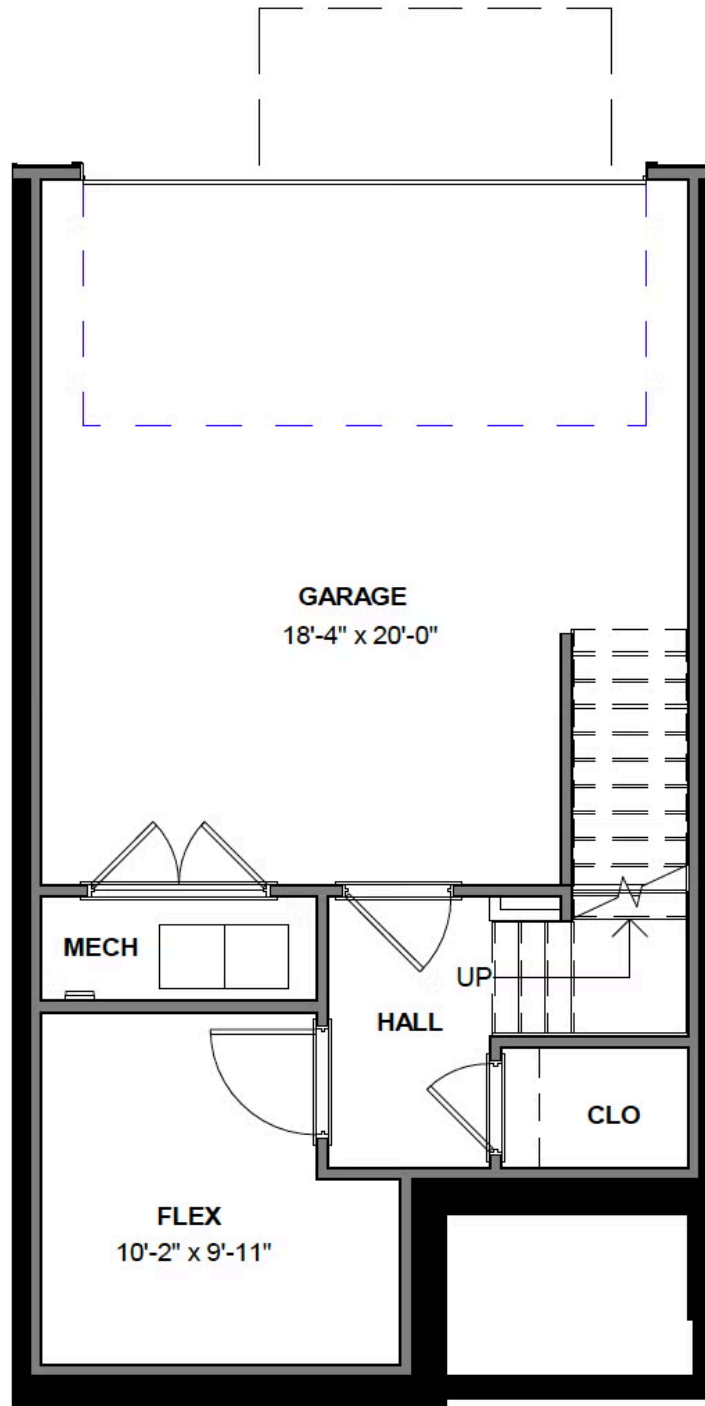 GARAGE
18'-4" x 20'-0"
MECH
UP
HALL
CLO
FLEX
10'-2" x 9'-11"